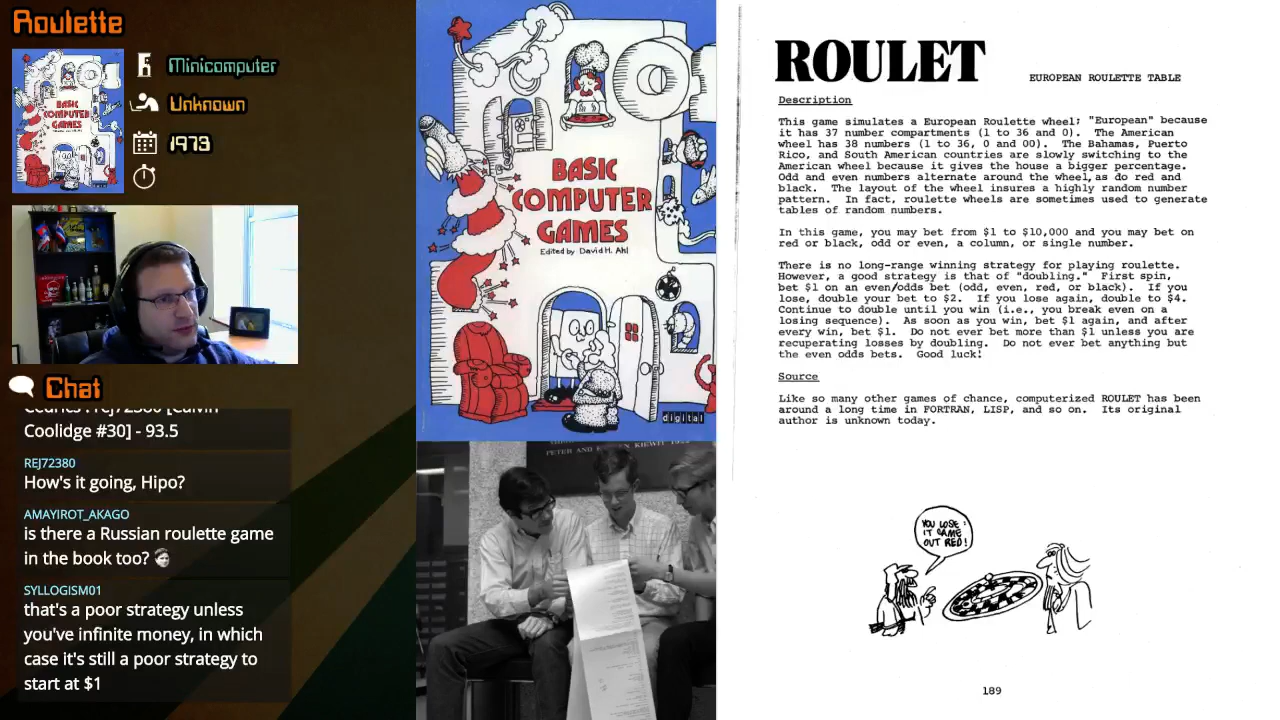 Roulette
Minicomputer
Unknown
1973
BASIC
COMPUTER
GAMES
Chat
Coolidge #30] - 93.5
REJ72380
How's it going, Hipo?
AMAYIROT_AKAGO
is there a Russian roulette game
in the book too?
SYLLOGISM01
that's a poor strategy unless
you've infinite money, in which
case it's still a poor strategy to
start at $1
BASIC
COMPUTER
GAMES
Edited by David H. Ahl
digital
PETER AND
ROULET
EUROPEAN ROULETTE TABLE
Description
This game simulates a European Roulette wheel; "European" because
it has 37 number compartments (1 to 36 and 0). The American
wheel has 38 numbers (1 to 36, 0 and 00). The Bahamas, Puerto
Rico, and South American countries are slowly switching to the
American wheel because it gives the house a bigger percentage.
Odd and even numbers alternate around the wheel, as do red and
black. The layout of the wheel insures a highly random number
pattern. In fact, roulette wheels are sometimes used to generate
tables of random numbers.
In this game, you may bet from $1 to $10,000 and you may bet on
red or black, odd or even, a column, or single number.
There is no long-range winning strategy for playing roulette.
However, a good strategy is that of "doubling." First spin,
bet $1 on an even/odds bet (odd, even, red, or black). If you
lose, double your bet to $2. If you lose again, double to $4.
Continue to double until you win (i.e., you break even on a
losing sequence). As soon as you win, bet $1 again, and after
every win, bet $1. Do not ever bet more than $1 unless you are
recuperating losses by doubling. Do not ever bet anything but
the even odds bets. Good luck!
Source
Like so many other games of chance, computerized ROULET has been
around a long time in FORTRAN, LISP, and so on. Its original
author is unknown today.
YOU LOSE:
IT CAME
OUT RED!
189